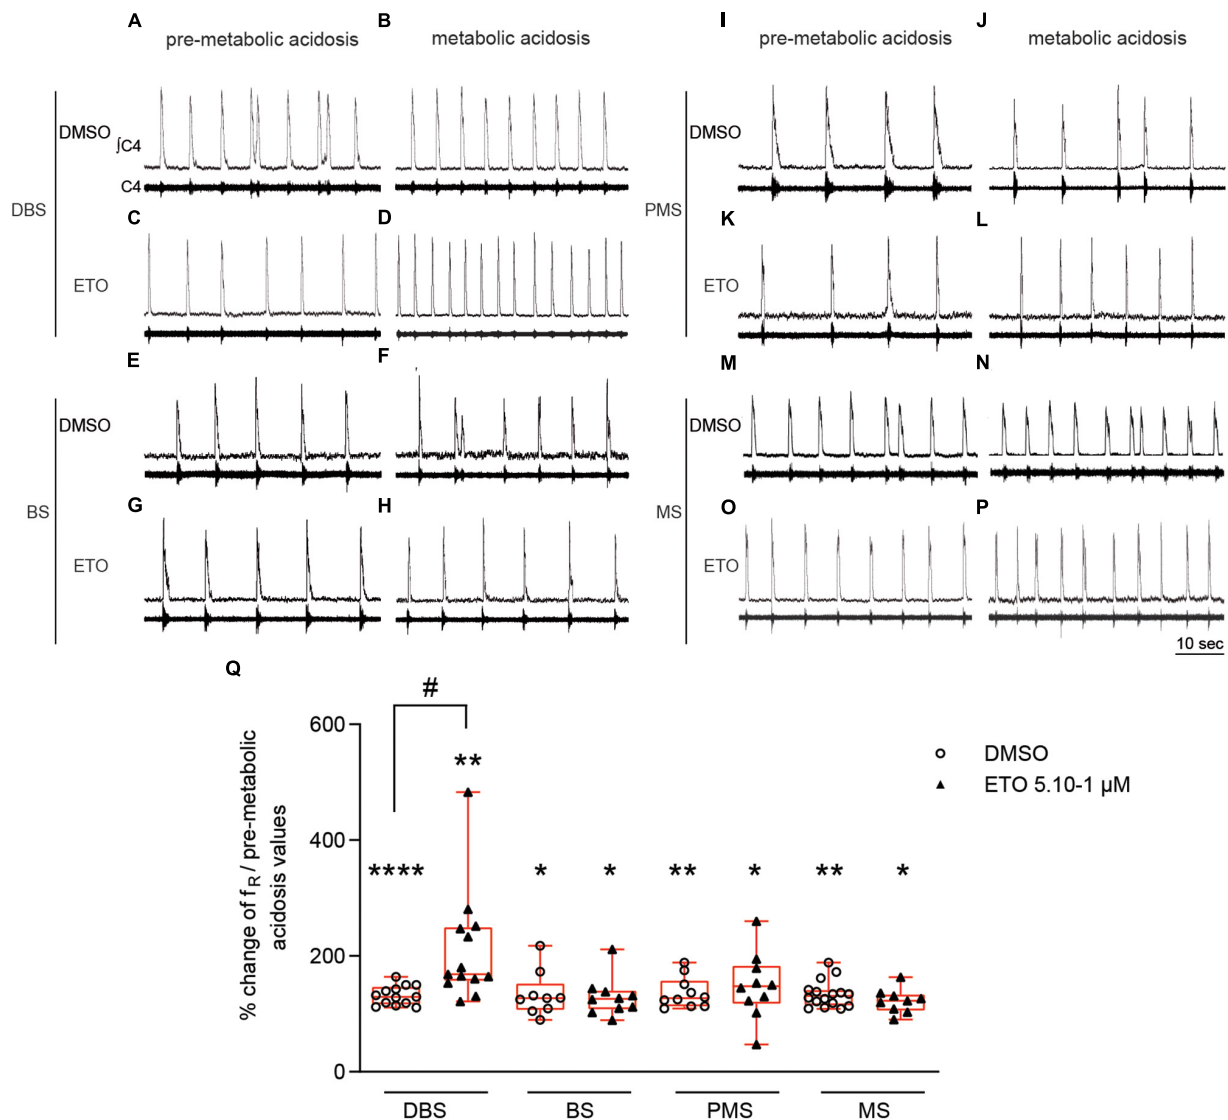 A
B
pre-metabolic acidosis
metabolic acidosis
DBS
DMSO
∫C4
C4
C
D
ETO
E
F
BS
DMSO
G
H
ETO
I
J
pre-metabolic acidosis
metabolic acidosis
PMS
DMSO
K
L
ETO
M
N
MS
DMSO
O
P
ETO
10 sec
Q
% change of fR / pre-metabolic
acidosis values
600
400
200
0
#
**
**** * * ** * ** *
DMSO
ETO 5.10-1 µM
DBS BS PMS MS